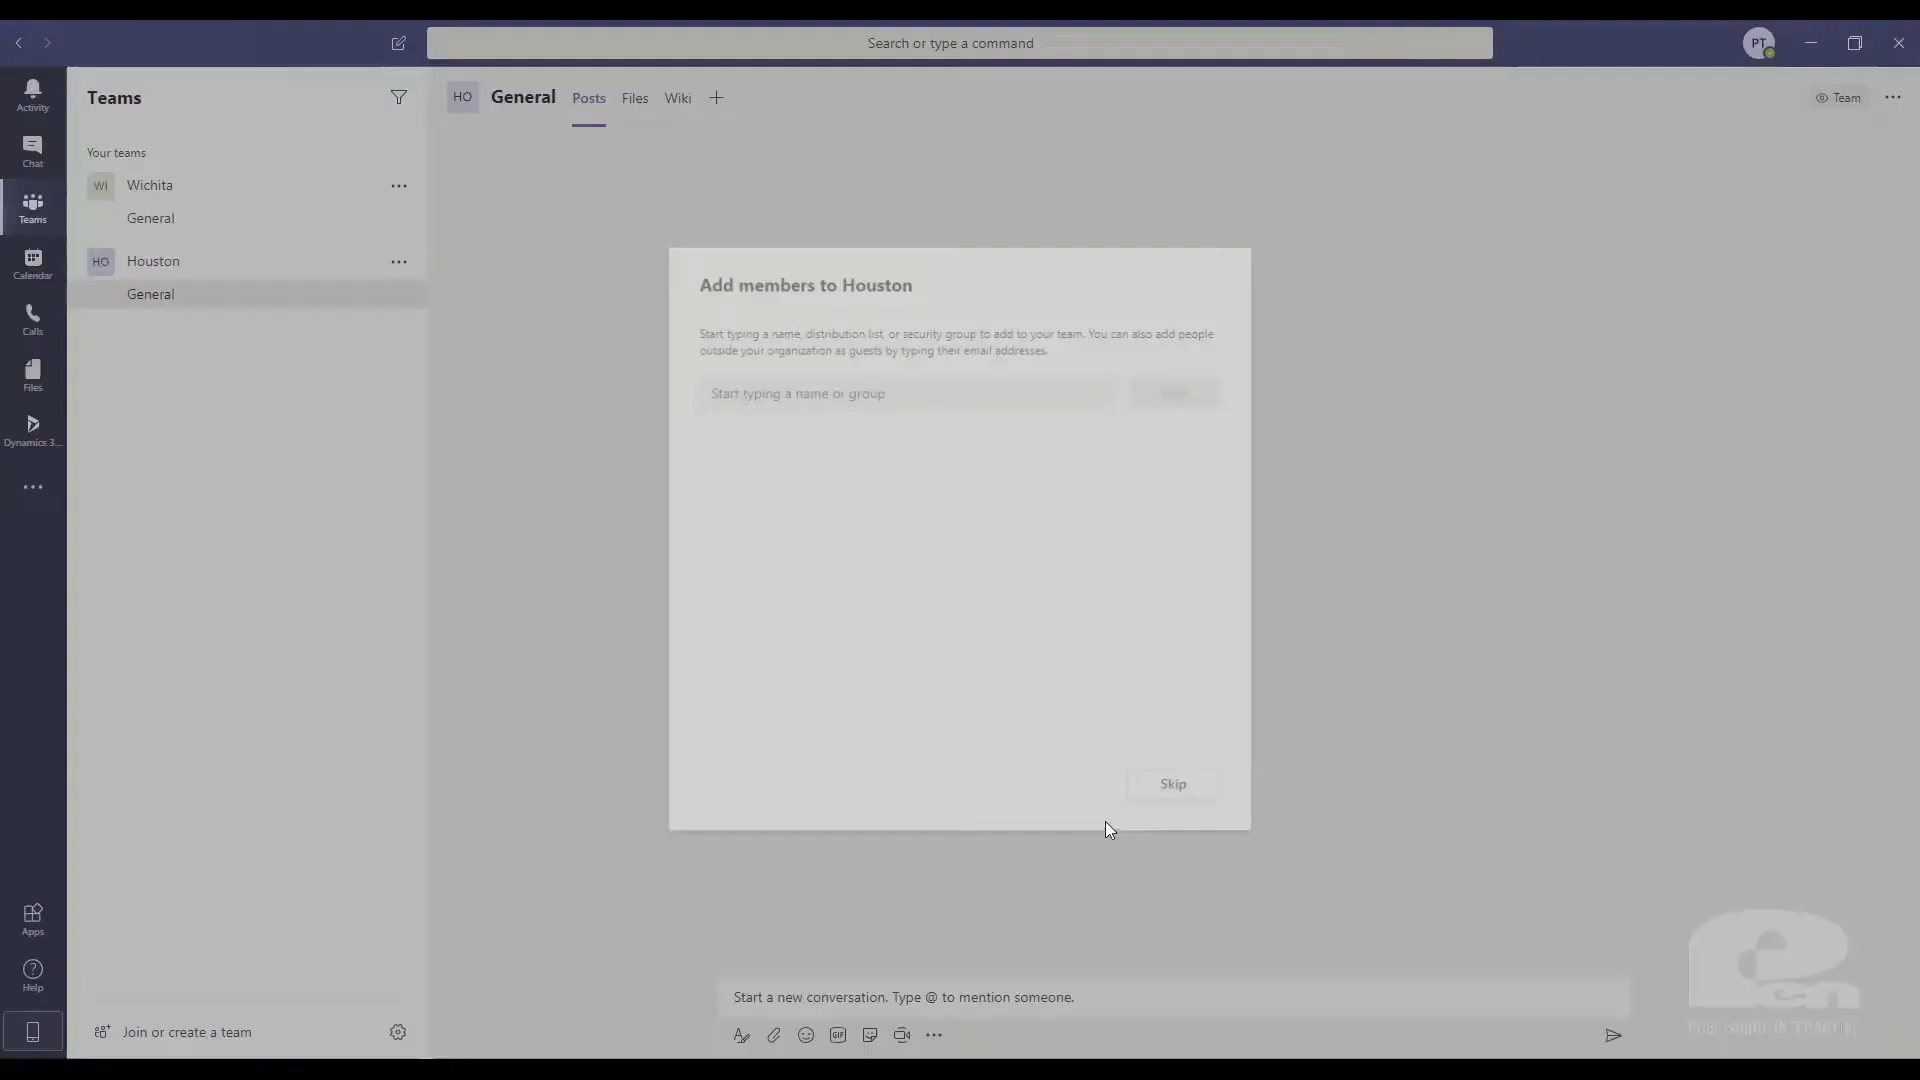 Search or type a command
PT
Activity
Chat
Teams
Calendar
Calls
Files
Dynamics 3...
Apps
Help
Teams
Your teams
WI Wichita
General
HO Houston
General
Join or create a team
HO General Posts Files Wiki
Team
Add members to Houston
Start typing a name, distribution list, or security group to add to your team. You can also add people
outside your organization as guests by typing their email addresses.
Start typing a name or group
Skip
Start a new conversation. Type @ to mention someone.
GIF